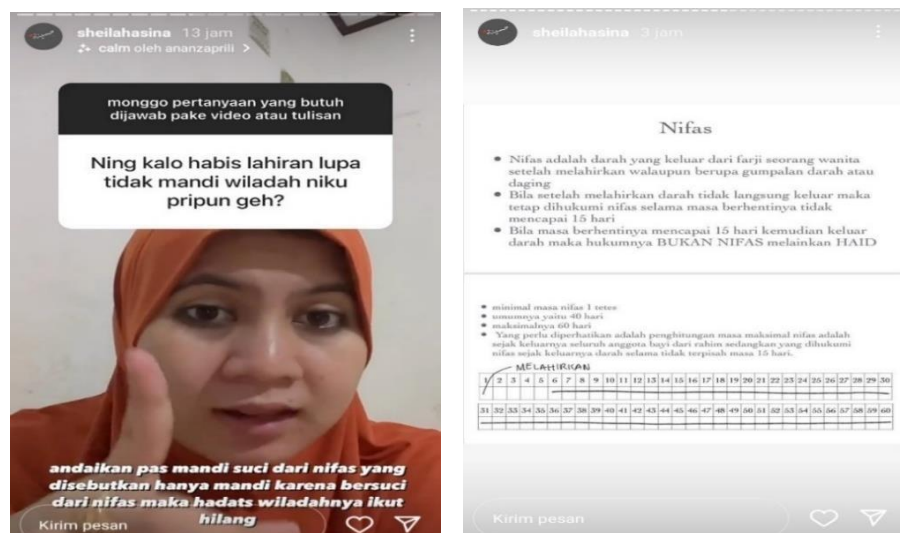 sheilahasina 13 jam
calm oleh ananzaprili >
monggo pertanyaan yang butuh
dijawab pake video atau tulisan
Ning kalo habis lahiran lupa
tidak mandi wiladah niku
pripun geh?
andaikan pas mandi suci dari nifas yang
disebutkan hanya mandi karena bersuci
dari nifas maka hadats wiladahnya ikut
hilang
Kirim pesan
sheilahasina 3 jam
Nifas
• Nifas adalah darah yang keluar dari farji seorang wanita
setelah melahirkan walaupun berupa gumpalan darah atau
daging
• Bila setelah melahirkan darah tidak langsung keluar maka
tetap dihukumi nifas selama masa berhentinya tidak
mencapai 15 hari
• Bila masa berhentinya mencapai 15 hari kemudian keluar
darah maka hukumnya BUKAN NIFAS melainkan HAID
• minimal masa nifas 1 tetes
• umumnya yaitu 40 hari
• maksimalnya 60 hari
• Yang perlu diperhatikan adalah penghitungan masa maksimal nifas adalah
sejak keluarnya seluruh anggota bayi dari rahim sedangkan yang dihukumi
nifas sejak keluarnya darah selama tidak terpisah masa 15 hari.
MELAHIRKAN
1 2 3 4 5 6 7 8 9 10 11 12 13 14 15 16 17 18 19 20 21 22 23 24 25 26 27 28 29 30
31 32 33 34 35 36 37 38 39 40 41 42 43 44 45 46 47 48 49 50 51 52 53 54 55 56 57 58 59 60
Kirim pesan